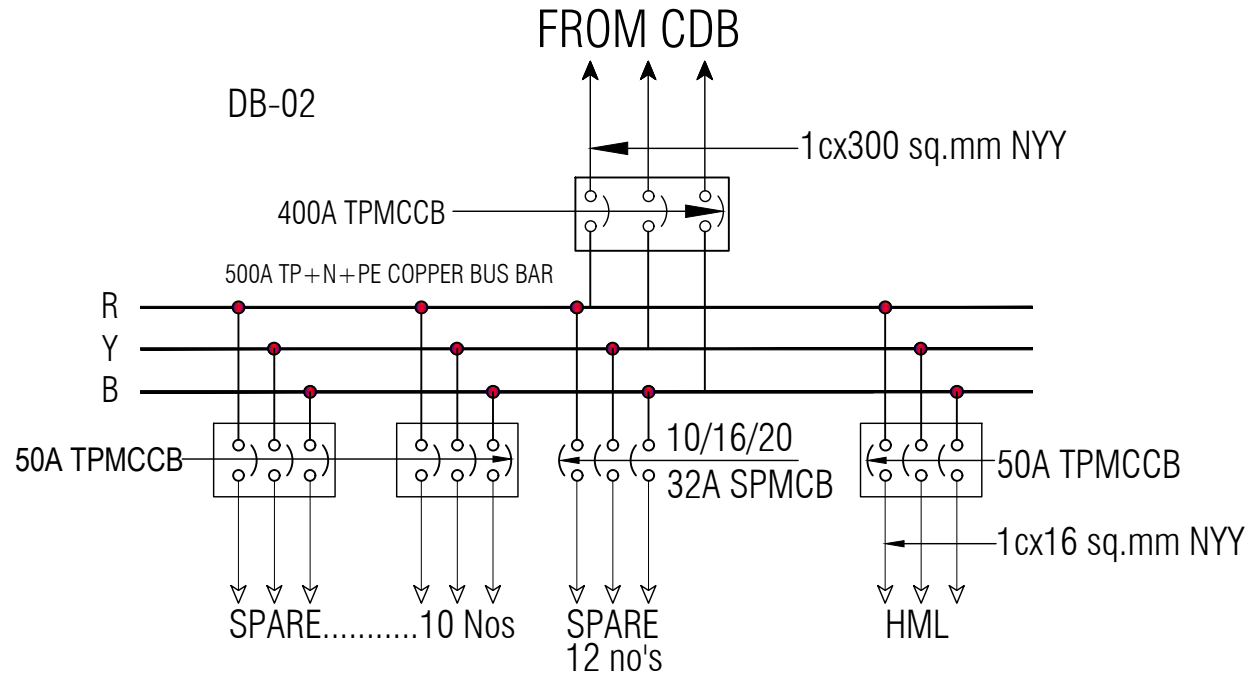 FROM CDB
DB-02
1cx300 sq.mm NYY
400A TPMCCB
500A TP+N+PE COPPER BUS BAR
R
Y
B
50A TPMCCB
10/16/20
32A SPMCB
50A TPMCCB
1cx16 sq.mm NYY
SPARE...........10 Nos
SPARE
12 no's
HML